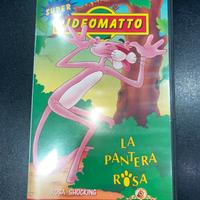 SUPER
VIDEOMATTO
LA
PANTERA
ROSA
ROSA SHOCKING